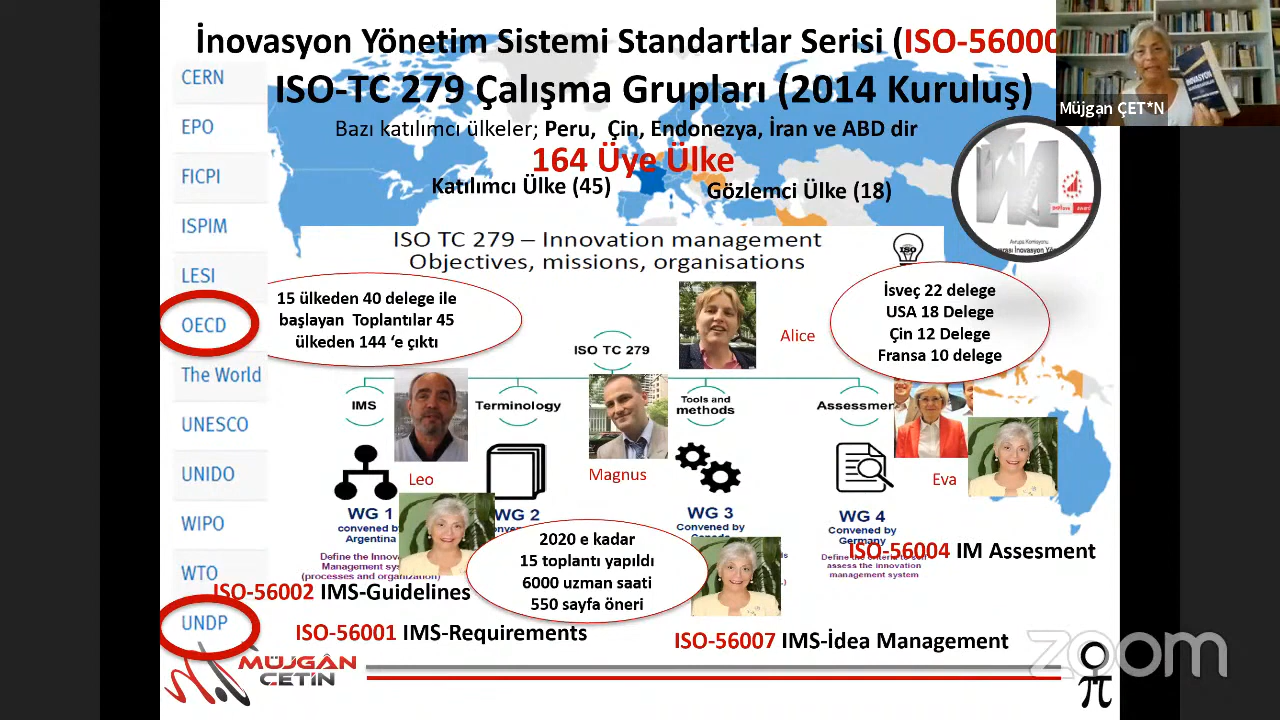 İnovasyon Yönetim Sistemi Standartlar Serisi (ISO-56000
ISO-TC 279 Çalışma Grupları (2014 Kuruluş)
Bazı katılımcı ülkeler; Peru, Çin, Endonezya, İran ve ABD dir
164 Üye Ülke
Katılımcı Ülke (45)
Gözlemci Ülke (18)
Müjgan ÇET*N
İNOVASYON
CERN
EPO
FICPI
ISPIM
LESI
OECD
The World
UNESCO
UNIDO
WIPO
WTO
UNDP
Avrupa Komisyonu
ISO TC 279 – Innovation management
Objectives, missions, organisations
ISO
15 ülkeden 40 delege ile
başlayan Toplantılar 45
ülkeden 144 ‘e çıktı
İsveç 22 delege
USA 18 Delege
Çin 12 Delege
Fransa 10 delege
Alice
ISO TC 279
IMS
Terminology
Tools and
methods
Assessmen
Leo
Magnus
Eva
WG 1
convened by
Argentina
Define the Innova
Management sys
(processes and organization)
WG 2
WG 3
Convened by
WG 4
Convened by
Germany
assess the innovation
management system
2020 e kadar
15 toplantı yapıldı
6000 uzman saati
550 sayfa öneri
ISO-56004 IM Assesment
ISO-56002 IMS-Guidelines
ISO-56001 IMS-Requirements
ISO-56007 IMS-İdea Management
MÜJGÂN
ÇETİN
zoom
π